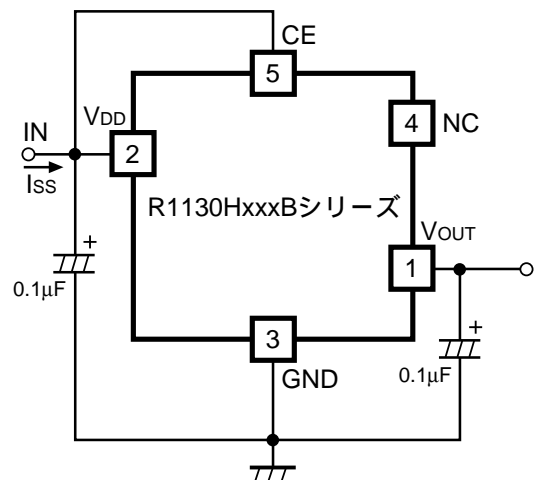 CE
5
VDD
IN
2
4
NC
ISS
R1130HxxxBシリーズ
VOUT
1
+
0.1µF
3
GND
+
0.1µF